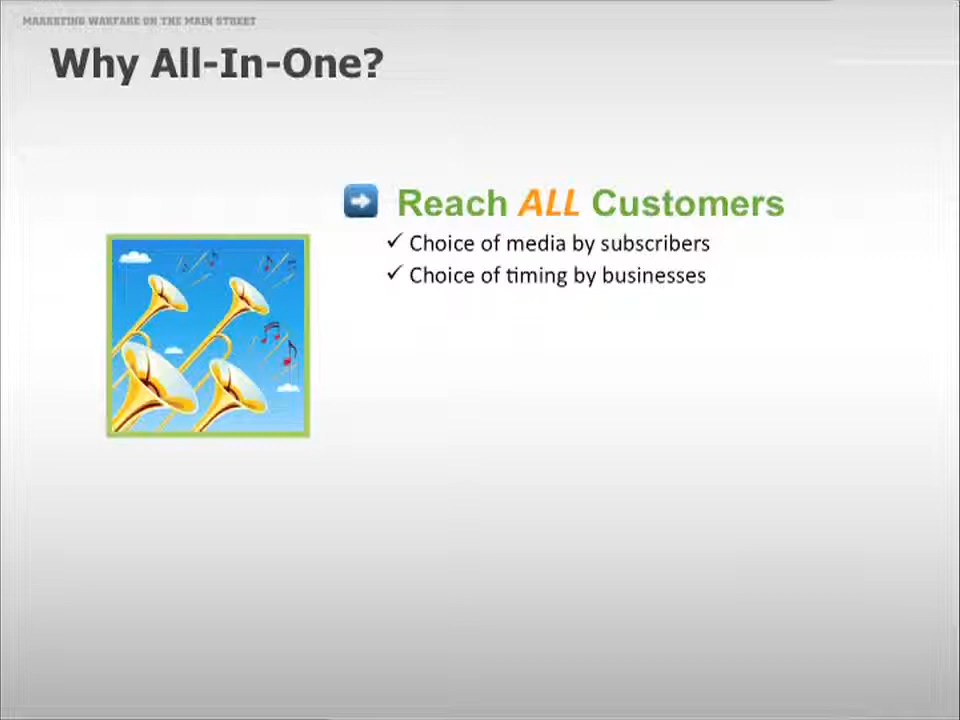 MARKETING WARFARE ON THE MAIN STREET
Why All-In-One?
Reach ALL Customers
✓ Choice of media by subscribers
✓ Choice of timing by businesses